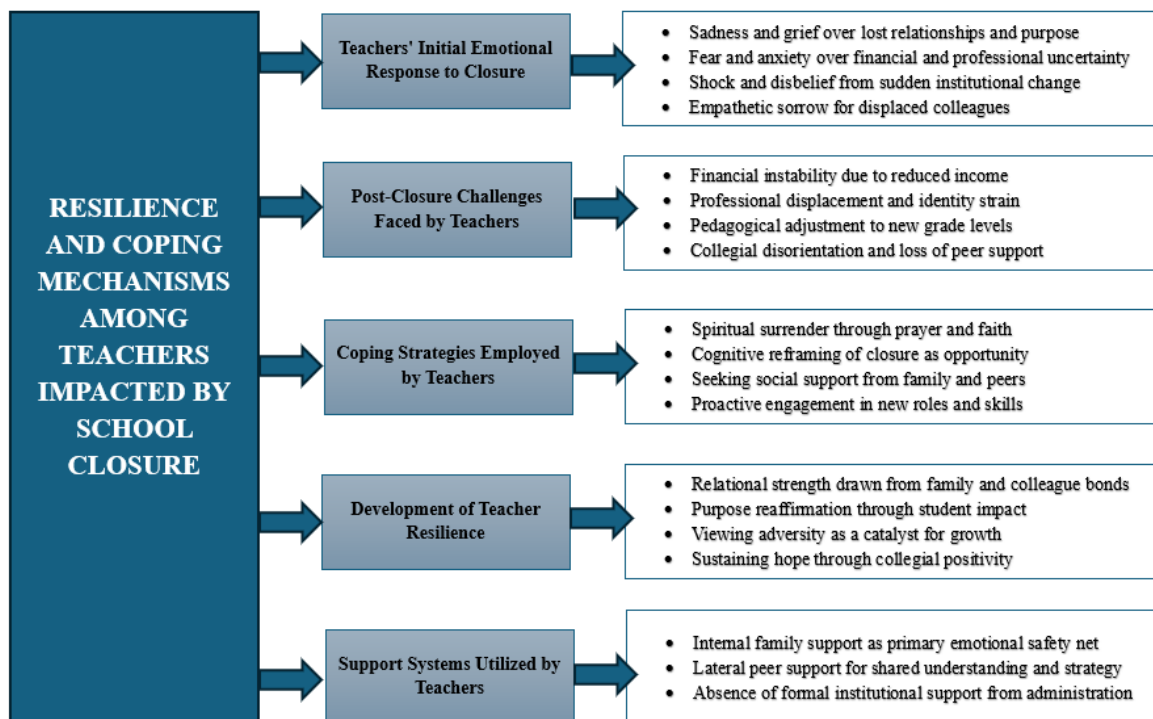 RESILIENCE
AND COPING
MECHANISMS
AMONG
TEACHERS
IMPACTED BY
SCHOOL
CLOSURE
Teachers' Initial Emotional
Response to Closure
• Sadness and grief over lost relationships and purpose
• Fear and anxiety over financial and professional uncertainty
• Shock and disbelief from sudden institutional change
• Empathetic sorrow for displaced colleagues
Post-Closure Challenges
Faced by Teachers
• Financial instability due to reduced income
• Professional displacement and identity strain
• Pedagogical adjustment to new grade levels
• Collegial disorientation and loss of peer support
Coping Strategies Employed
by Teachers
• Spiritual surrender through prayer and faith
• Cognitive reframing of closure as opportunity
• Seeking social support from family and peers
• Proactive engagement in new roles and skills
Development of Teacher
Resilience
• Relational strength drawn from family and colleague bonds
• Purpose reaffirmation through student impact
• Viewing adversity as a catalyst for growth
• Sustaining hope through collegial positivity
Support Systems Utilized by
Teachers
• Internal family support as primary emotional safety net
• Lateral peer support for shared understanding and strategy
• Absence of formal institutional support from administration